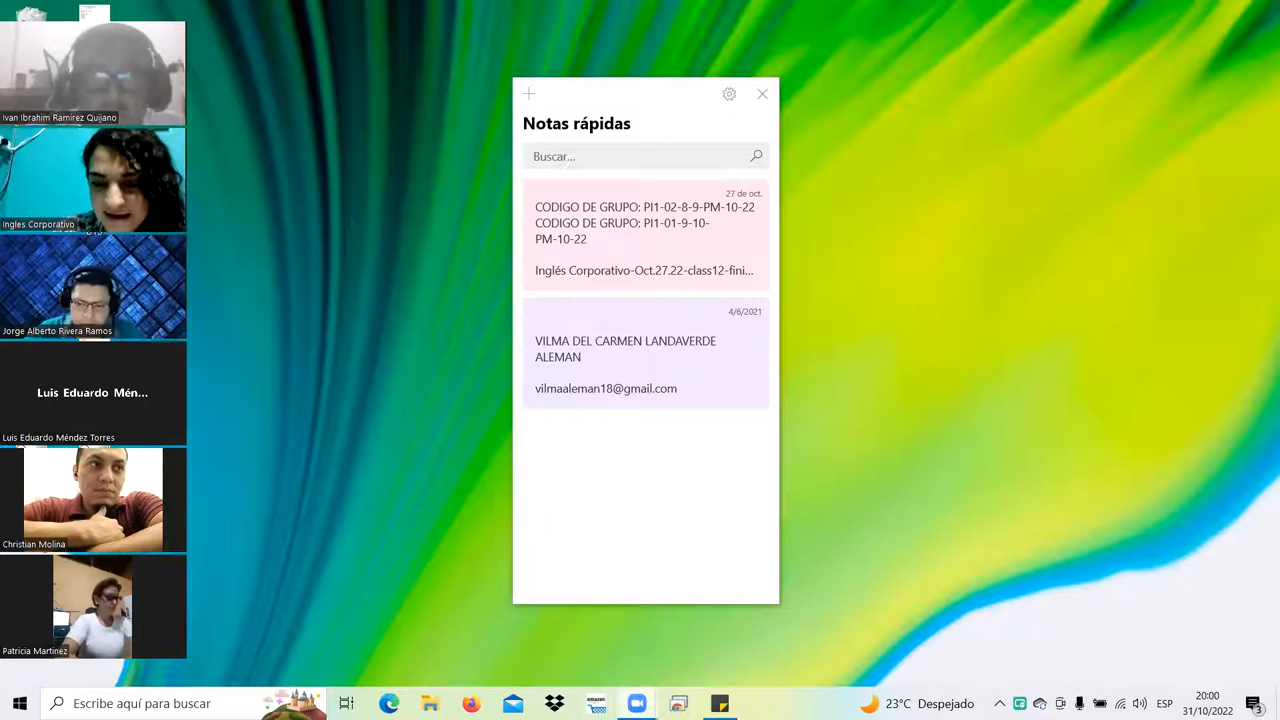 Ivan Ibrahim Ramirez Quijano
Ingles Corporativo
Jorge Alberto Rivera Ramos
Luis Eduardo Mén...
Luis Eduardo Méndez Torres
Christian Molina
Patricia Martinez
Notas rápidas
Buscar...
27 de oct.
CODIGO DE GRUPO: PI1-02-8-9-PM-10-22
CODIGO DE GRUPO: PI1-01-9-10-
PM-10-22
Inglés Corporativo-Oct.27.22-class12-fini...
4/6/2021
VILMA DEL CARMEN LANDAVERDE
ALEMAN
vilmaaleman18@gmail.com
Escribe aquí para buscar
amazon
23°C Despejado
ESP
20:00
31/10/2022
3